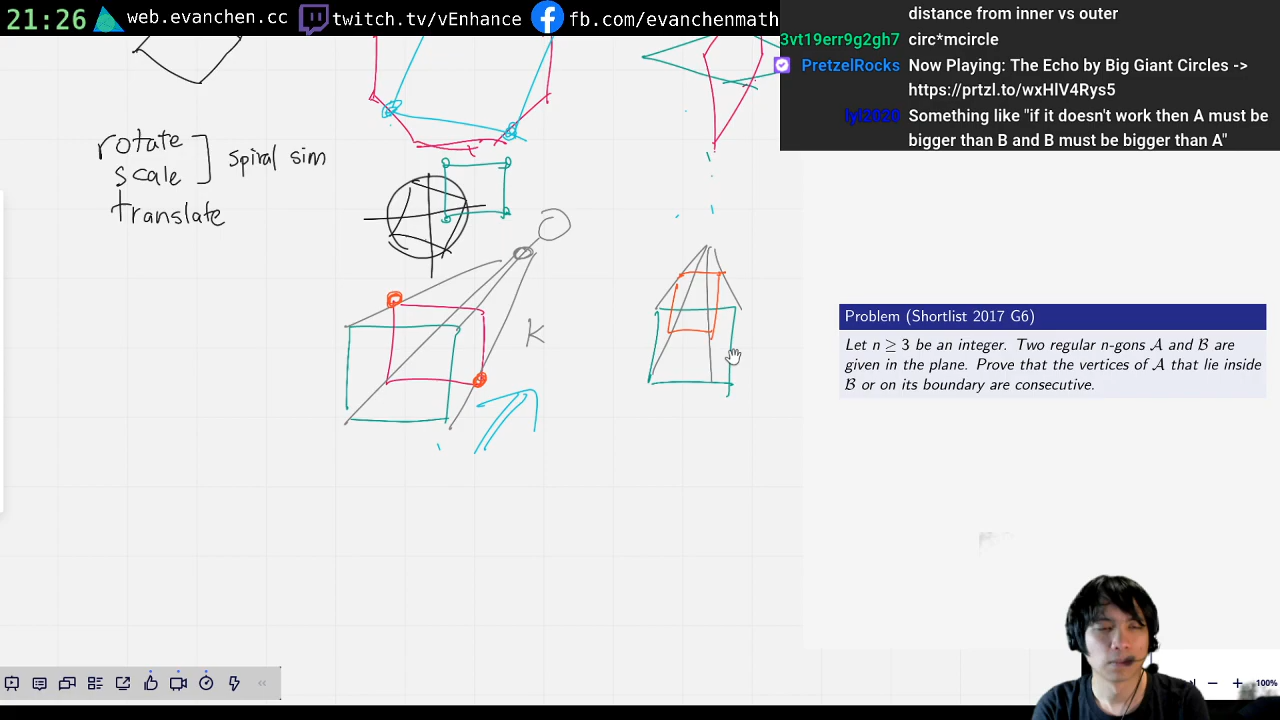 21:26 web.evanchen.cc twitch.tv/vEnhance fb.com/evanchenmath
distance from inner vs outer
3vt19err9g2gh7 circ*mcircle
PretzelRocks Now Playing: The Echo by Big Giant Circles ->
https://prtzl.to/wxHlV4Rys5
lyl2020 Something like "if it doesn't work then A must be
bigger than B and B must be bigger than A"
rotate
scale
spiral sim
translate
K
Problem (Shortlist 2017 G6)
Let n ≥ 3 be an integer. Two regular n-gons 𝒜 and ℬ are
given in the plane. Prove that the vertices of 𝒜 that lie inside
ℬ or on its boundary are consecutive.
100%